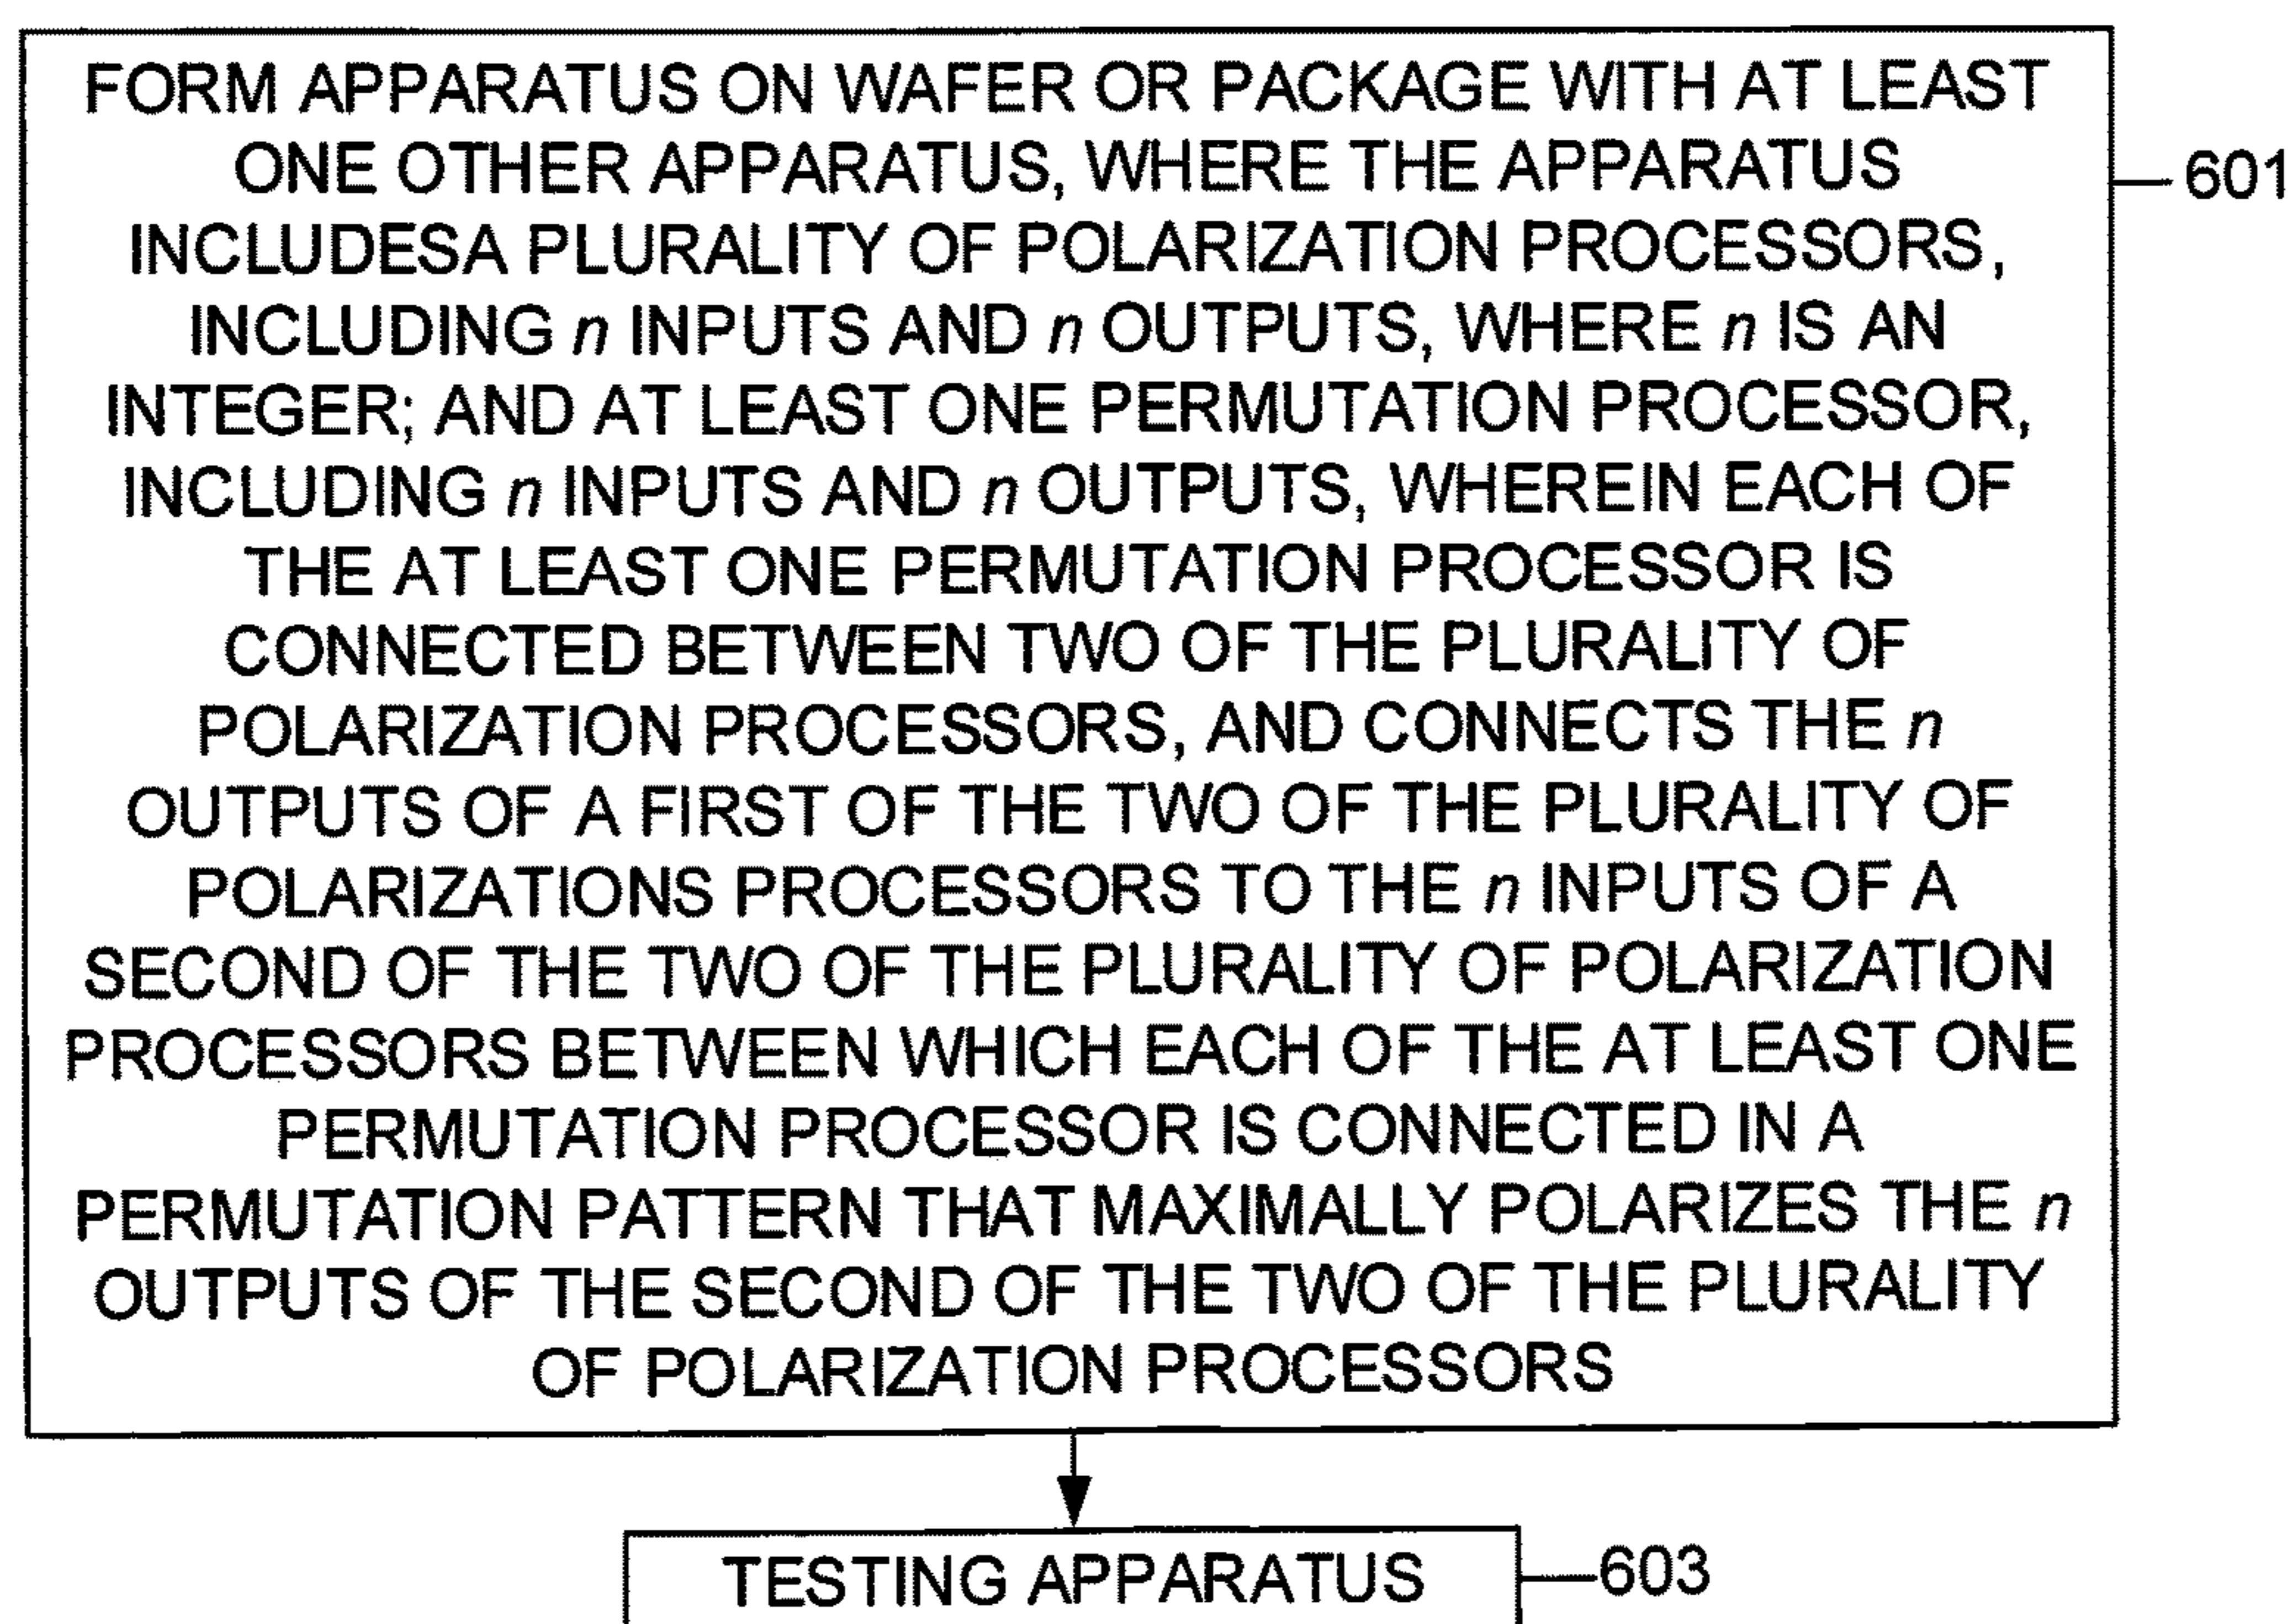 FORM APPARATUS ON WAFER OR PACKAGE WITH AT LEAST
ONE OTHER APPARATUS, WHERE THE APPARATUS
601
INCLUDESA PLURALITY OF POLARIZATION PROCESSORS,
INCLUDING n INPUTS AND n OUTPUTS, WHERE n IS AN
INTEGER; AND AT LEAST ONE PERMUTATION PROCESSOR,
INCLUDING n INPUTS AND n OUTPUTS, WHEREIN EACH OF
THE AT LEAST ONE PERMUTATION PROCESSOR IS
CONNECTED BETWEEN TWO OF THE PLURALITY OF
POLARIZATION PROCESSORS, AND CONNECTS THE n
OUTPUTS OF A FIRST OF THE TWO OF THE PLURALITY OF
POLARIZATIONS PROCESSORS TO THE n INPUTS OF A
SECOND OF THE TWO OF THE PLURALITY OF POLARIZATION
PROCESSORS BETWEEN WHICH EACH OF THE AT LEAST ONE
PERMUTATION PROCESSOR IS CONNECTED IN A
PERMUTATION PATTERN THAT MAXIMALLY POLARIZES THE n
OUTPUTS OF THE SECOND OF THE TWO OF THE PLURALITY
OF POLARIZATION PROCESSORS
TESTING APPARATUS
603